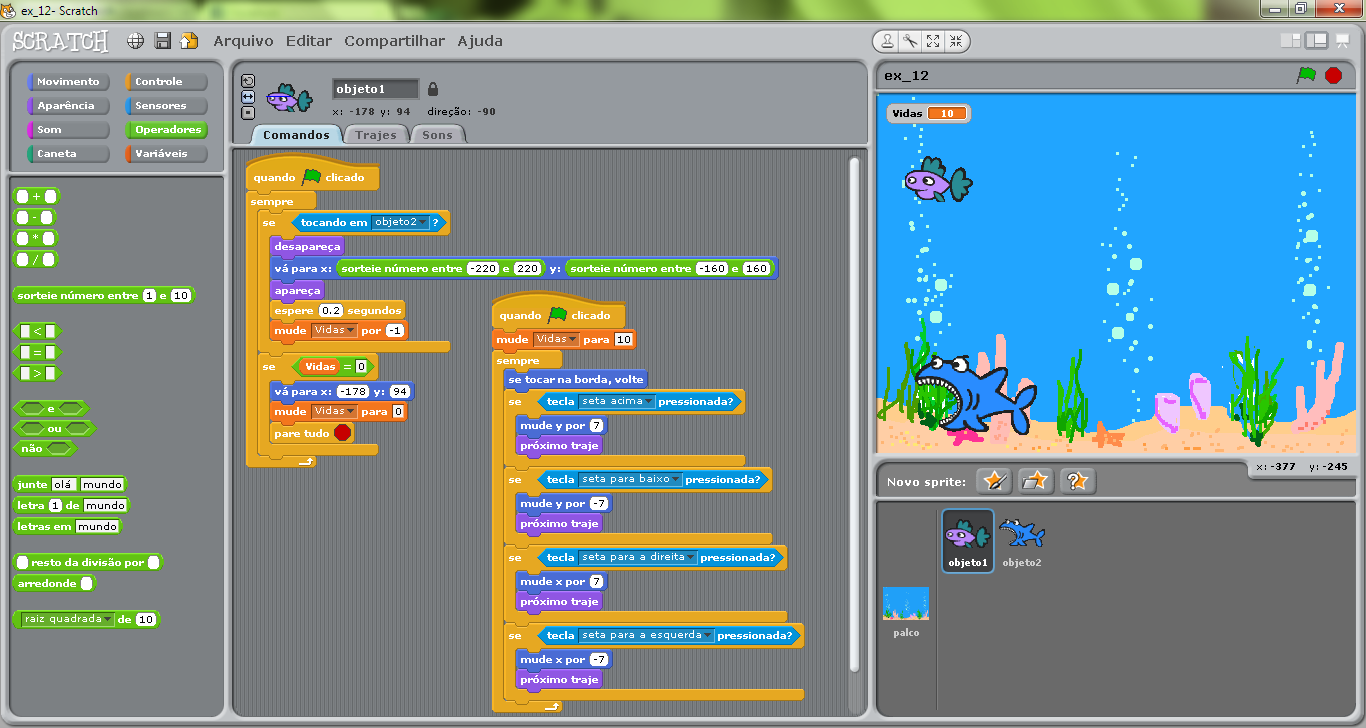 ex_12- Scratch
SCRATCH Arquivo Editar Compartilhar Ajuda
Movimento Controle
Aparência Sensores
Som Operadores
Caneta Variáveis
+
-
*
/
sorteie número entre 1 e 10
<
=
>
e
ou
não
junte olá mundo
letra 1 de mundo
letras em mundo
resto da divisão por
arredonde
raiz quadrada de 10
objeto1
x: -178 y: 94 direção: -90
Comandos Trajes Sons
quando clicado
sempre
se tocando em objeto2 ?
desapareça
vá para x: sorteie número entre -220 e 220 y: sorteie número entre -160 e 160
apareça
espere 0.2 segundos
mude Vidas por -1
se Vidas = 0
vá para x: -178 y: 94
mude Vidas para 0
pare tudo
quando clicado
mude Vidas para 10
sempre
se tocar na borda, volte
se tecla seta acima pressionada?
mude y por 7
próximo traje
se tecla seta para baixo pressionada?
mude y por -7
próximo traje
se tecla seta para a direita pressionada?
mude x por 7
próximo traje
se tecla seta para a esquerda pressionada?
mude x por -7
próximo traje
ex_12
Vidas 10
x: -377 y: -245
Novo sprite:
objeto1 objeto2
palco